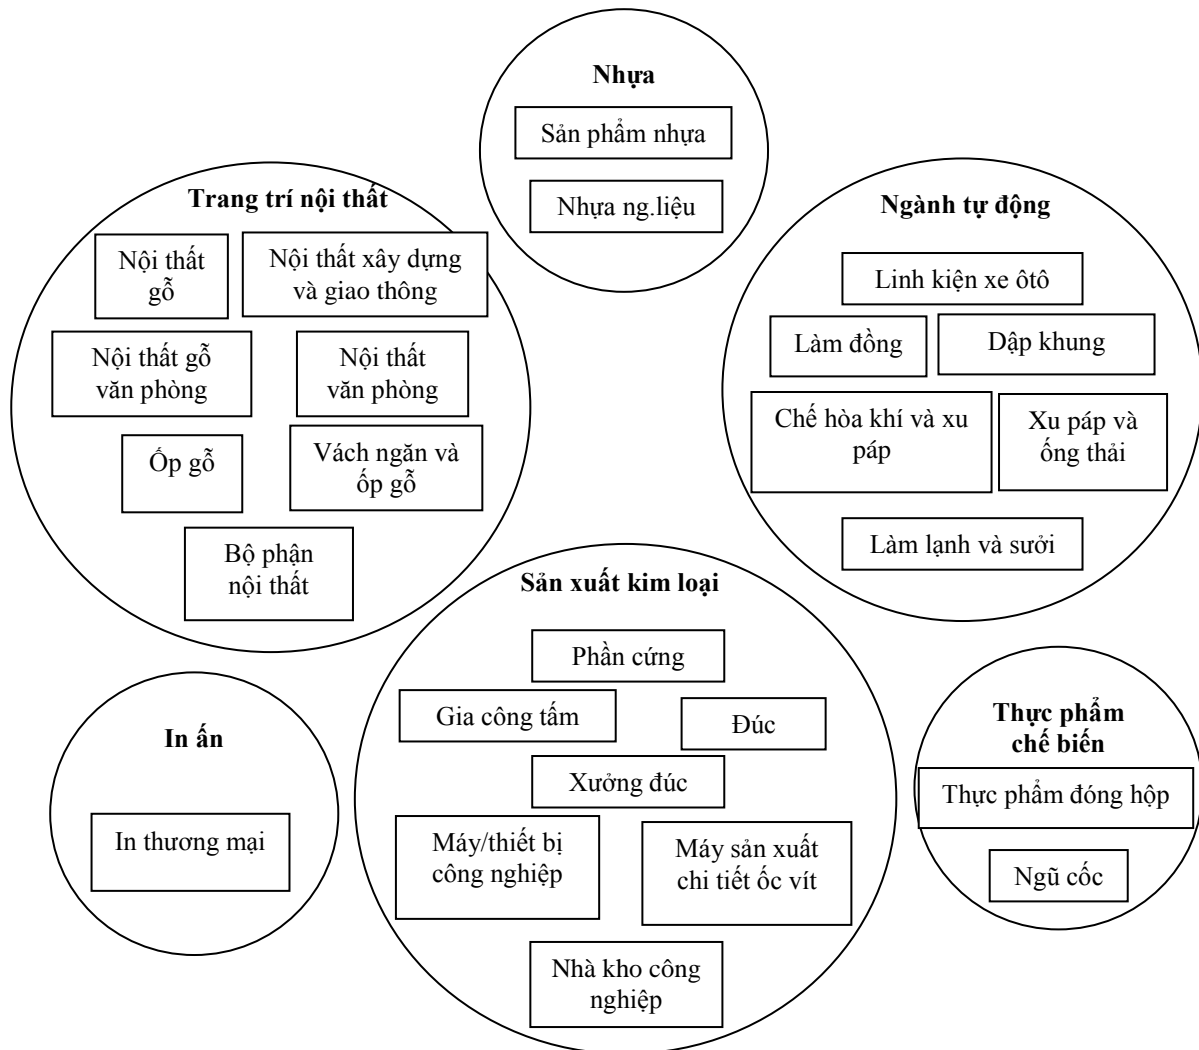 Nhựa
Sản phẩm nhựa
Nhựa ng.liệu
Trang trí nội thất
Nội thất
gỗ
Nội thất xây dựng
và giao thông
Nội thất gỗ
văn phòng
Nội thất
văn phòng
Ốp gỗ
Vách ngăn và
ốp gỗ
Bộ phận
nội thất
Ngành tự động
Linh kiện xe ôtô
Làm đồng
Dập khung
Chế hòa khí và xu
páp
Xu páp và
ống thải
Làm lạnh và sưởi
Sản xuất kim loại
Phần cứng
Gia công tấm
Đúc
Xưởng đúc
Máy/thiết bị
công nghiệp
Máy sản xuất
chi tiết ốc vít
Nhà kho công
nghiệp
In ấn
In thương mại
Thực phẩm
chế biến
Thực phẩm đóng hộp
Ngũ cốc